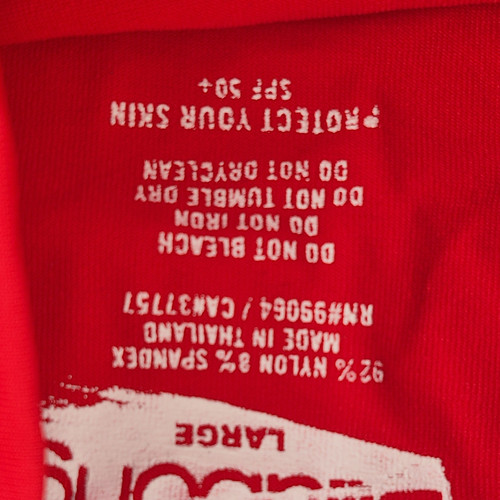 LARGE
92% NYLON 8% SPANDEX
MADE IN THAILAND
RN#99064 / CA#37757
DO NOT BLEACH
DO NOT IRON
DO NOT TUMBLE DRY
DO NOT DRYCLEAN
PROTECT YOUR SKIN
SPF 50+